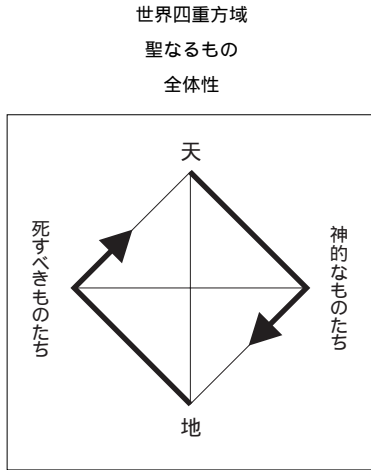 世界四重方域
聖なるもの
全体性
天
死すべきものたち
神的なものたち
地